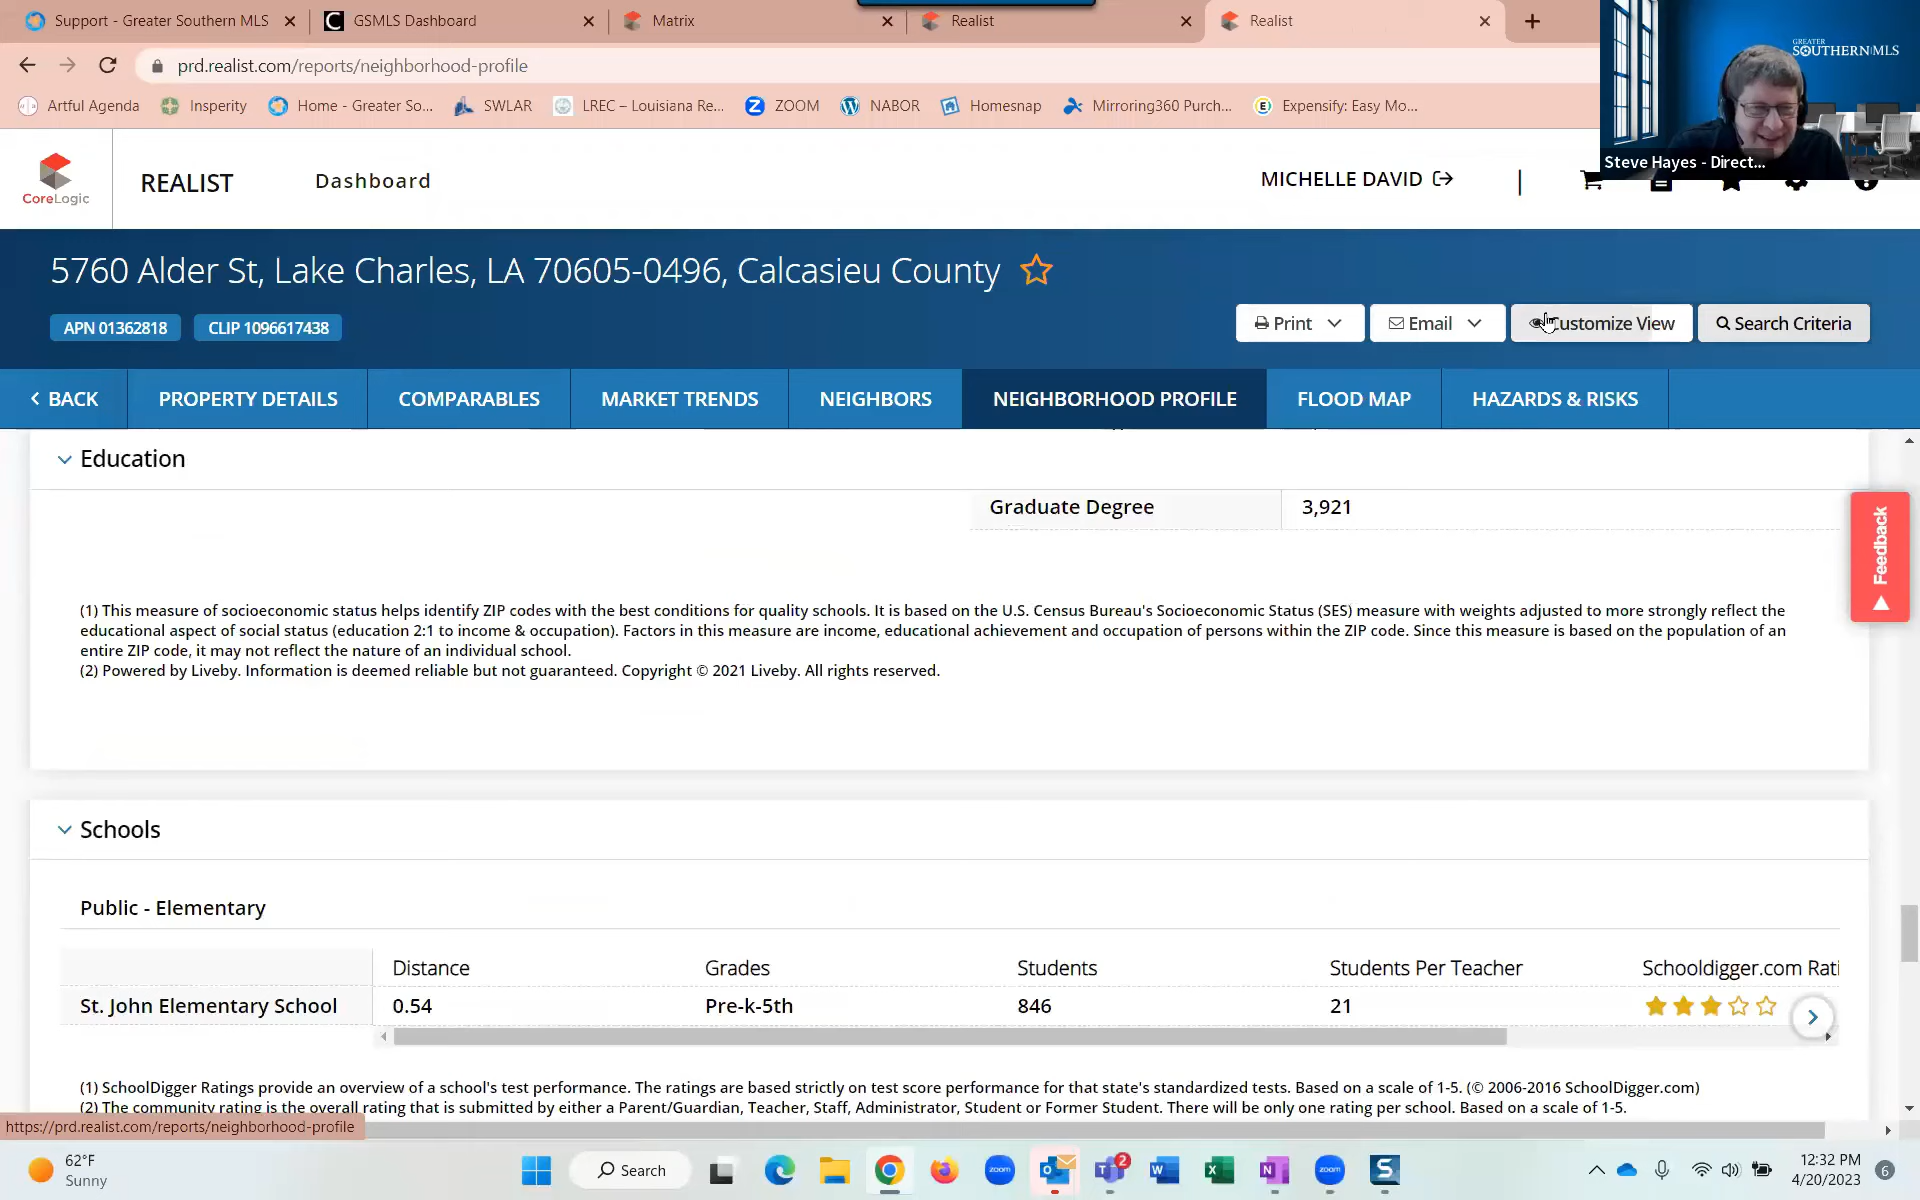 Support - Greater Southern MLS
GSMLS Dashboard
Matrix
Realist
Realist
prd.realist.com/reports/neighborhood-profile
Artful Agenda
Insperity
Home - Greater So...
SWLAR
LREC – Louisiana Re...
ZOOM
NABOR
Homesnap
Mirroring360 Purch...
Expensify: Easy Mo...
GREATER
SOUTHERN MLS
Steve Hayes - Direct...
CoreLogic
REALIST
Dashboard
MICHELLE DAVID
5760 Alder St, Lake Charles, LA 70605-0496, Calcasieu County
APN 01362818
CLIP 1096617438
Print
Email
Customize View
Search Criteria
BACK
PROPERTY DETAILS
COMPARABLES
MARKET TRENDS
NEIGHBORS
NEIGHBORHOOD PROFILE
FLOOD MAP
HAZARDS & RISKS
Education
Graduate Degree 3,921
Feedback
(1) This measure of socioeconomic status helps identify ZIP codes with the best conditions for quality schools. It is based on the U.S. Census Bureau's Socioeconomic Status (SES) measure with weights adjusted to more strongly reflect the
educational aspect of social status (education 2:1 to income & occupation). Factors in this measure are income, educational achievement and occupation of persons within the ZIP code. Since this measure is based on the population of an
entire ZIP code, it may not reflect the nature of an individual school.
(2) Powered by Liveby. Information is deemed reliable but not guaranteed. Copyright © 2021 Liveby. All rights reserved.
Schools
Public - Elementary
Distance Grades Students Students Per Teacher Schooldigger.com Rati
St. John Elementary School 0.54 Pre-k-5th 846 21
(1) SchoolDigger Ratings provide an overview of a school's test performance. The ratings are based strictly on test score performance for that state's standardized tests. Based on a scale of 1-5. (© 2006-2016 SchoolDigger.com)
(2) The community rating is the overall rating that is submitted by either a Parent/Guardian, Teacher, Staff, Administrator, Student or Former Student. There will be only one rating per school. Based on a scale of 1-5.
https://prd.realist.com/reports/neighborhood-profile
62°F
Sunny
Search
zoom
2
zoom
12:32 PM
4/20/2023
6